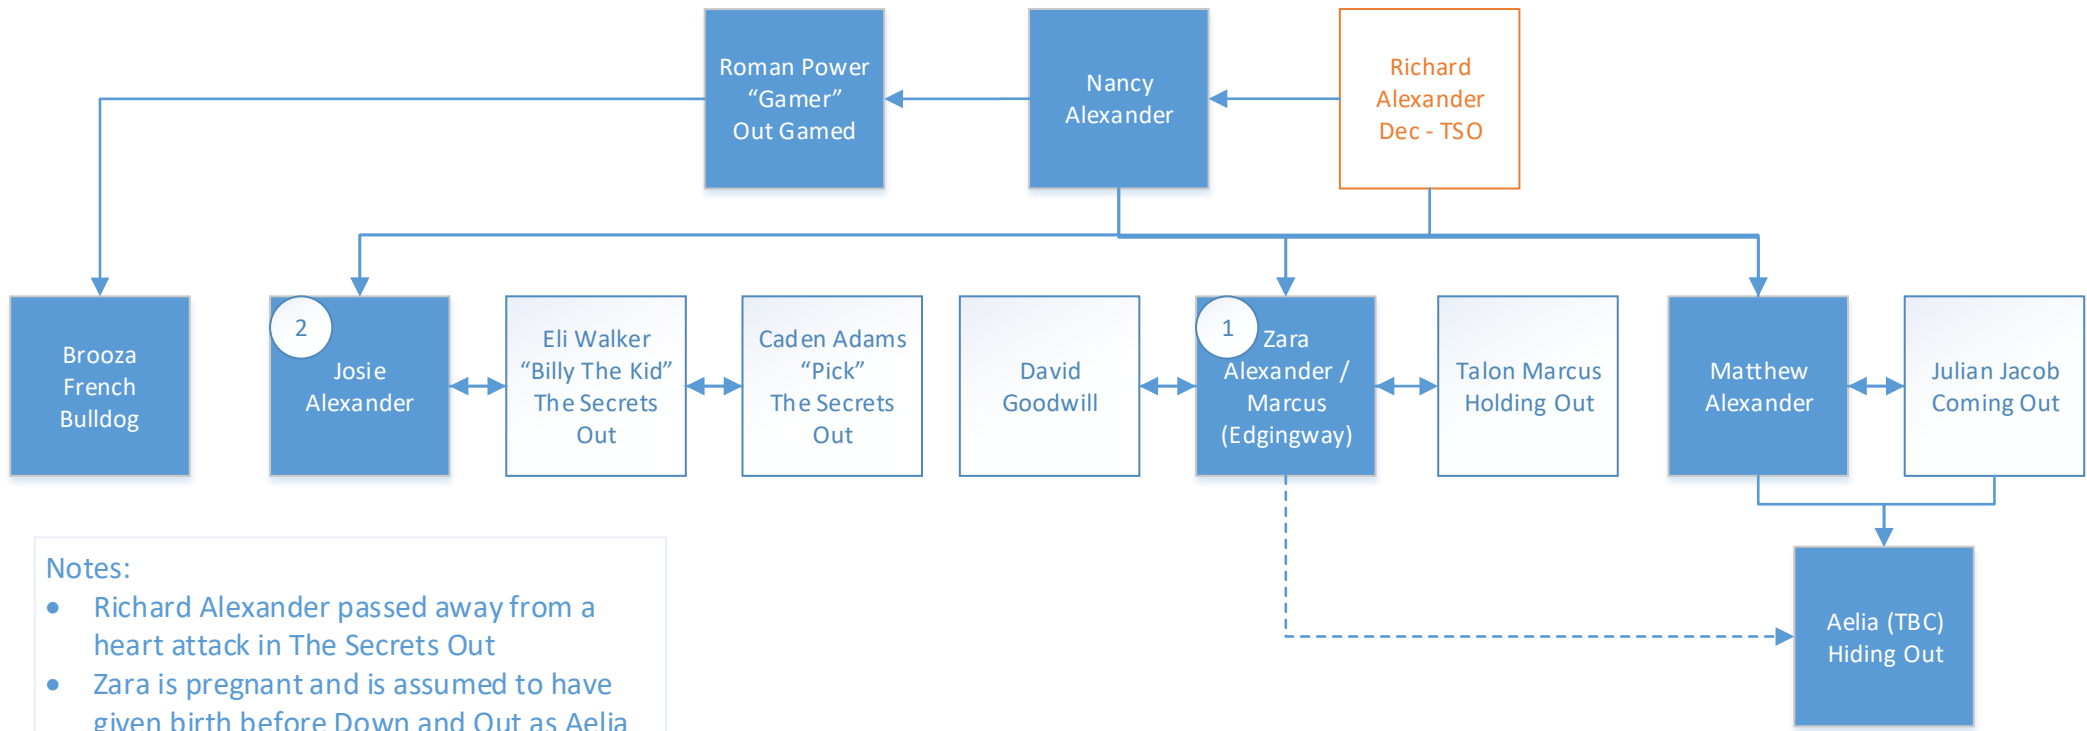 Roman Power
“Gamer”
Out Gamed
Nancy
Alexander
Richard
Alexander
Dec - TSO
Brooza
French
Bulldog
2
Josie
Alexander
Eli Walker
“Billy The Kid”
The Secrets
Out
Caden Adams
“Pick”
The Secrets
Out
David
Goodwill
1
Zara
Alexander /
Marcus
(Edgingway)
Talon Marcus
Holding Out
Matthew
Alexander
Julian Jacob
Coming Out
Aelia (TBC)
Hiding Out
Notes:
• Richard Alexander passed away from a
heart attack in The Secrets Out
• Zara is pregnant and is assumed to have
given birth before Down and Out as Aelia